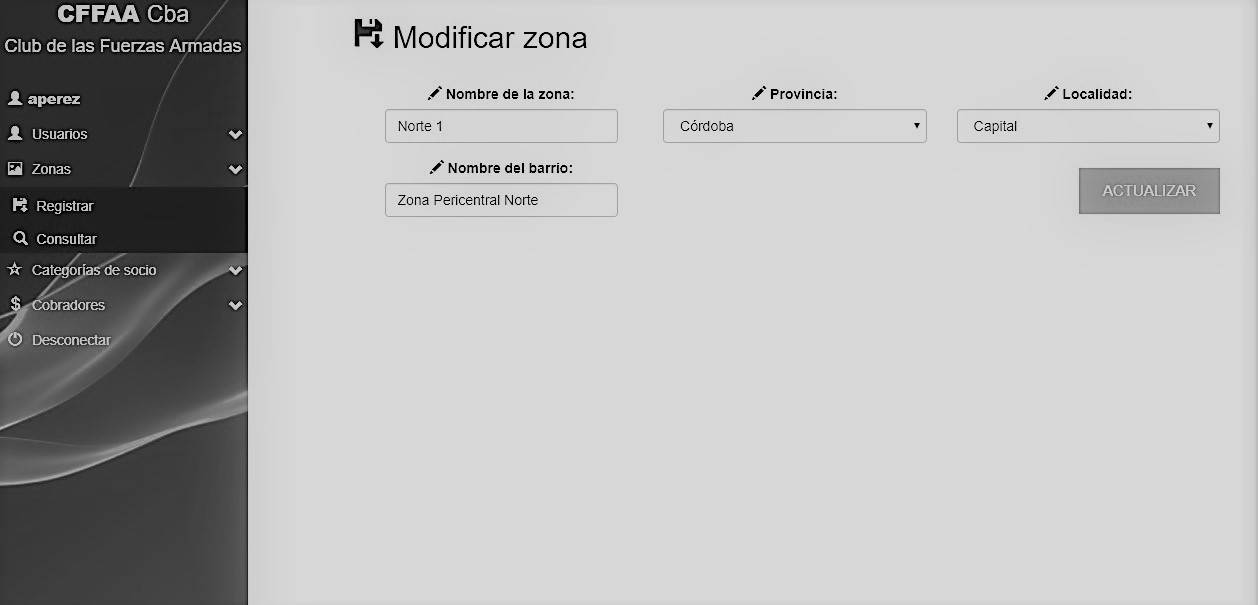 CFFAA Cba
Club de las Fuerzas Armadas
aperez
Usuarios
Zonas
Registrar
Consultar
Categorías de socio
$ Cobradores
Desconectar
Modificar zona
Nombre de la zona:
Norte 1
Provincia:
Córdoba
Localidad:
Capital
Nombre del barrio:
Zona Pericentral Norte
ACTUALIZAR